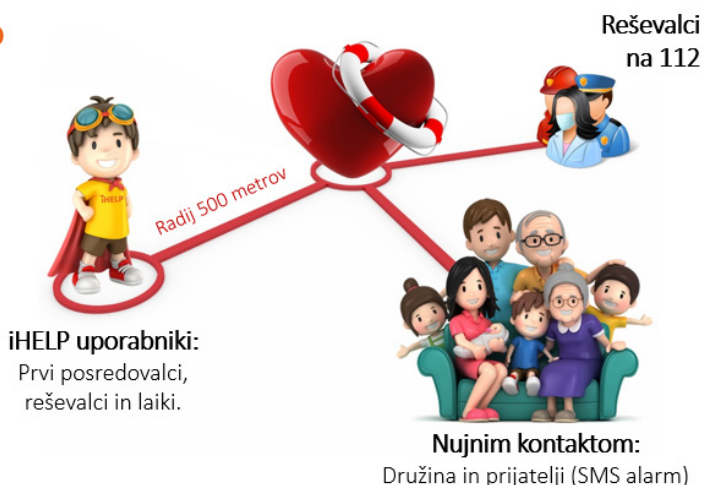 Reševalci
na 112
iHELP
Radij 500 metrov
iHELP uporabniki:
Prvi posredovalci,
reševalci in laiki.
Nujnim kontaktom:
Družina in prijatelji (SMS alarm)